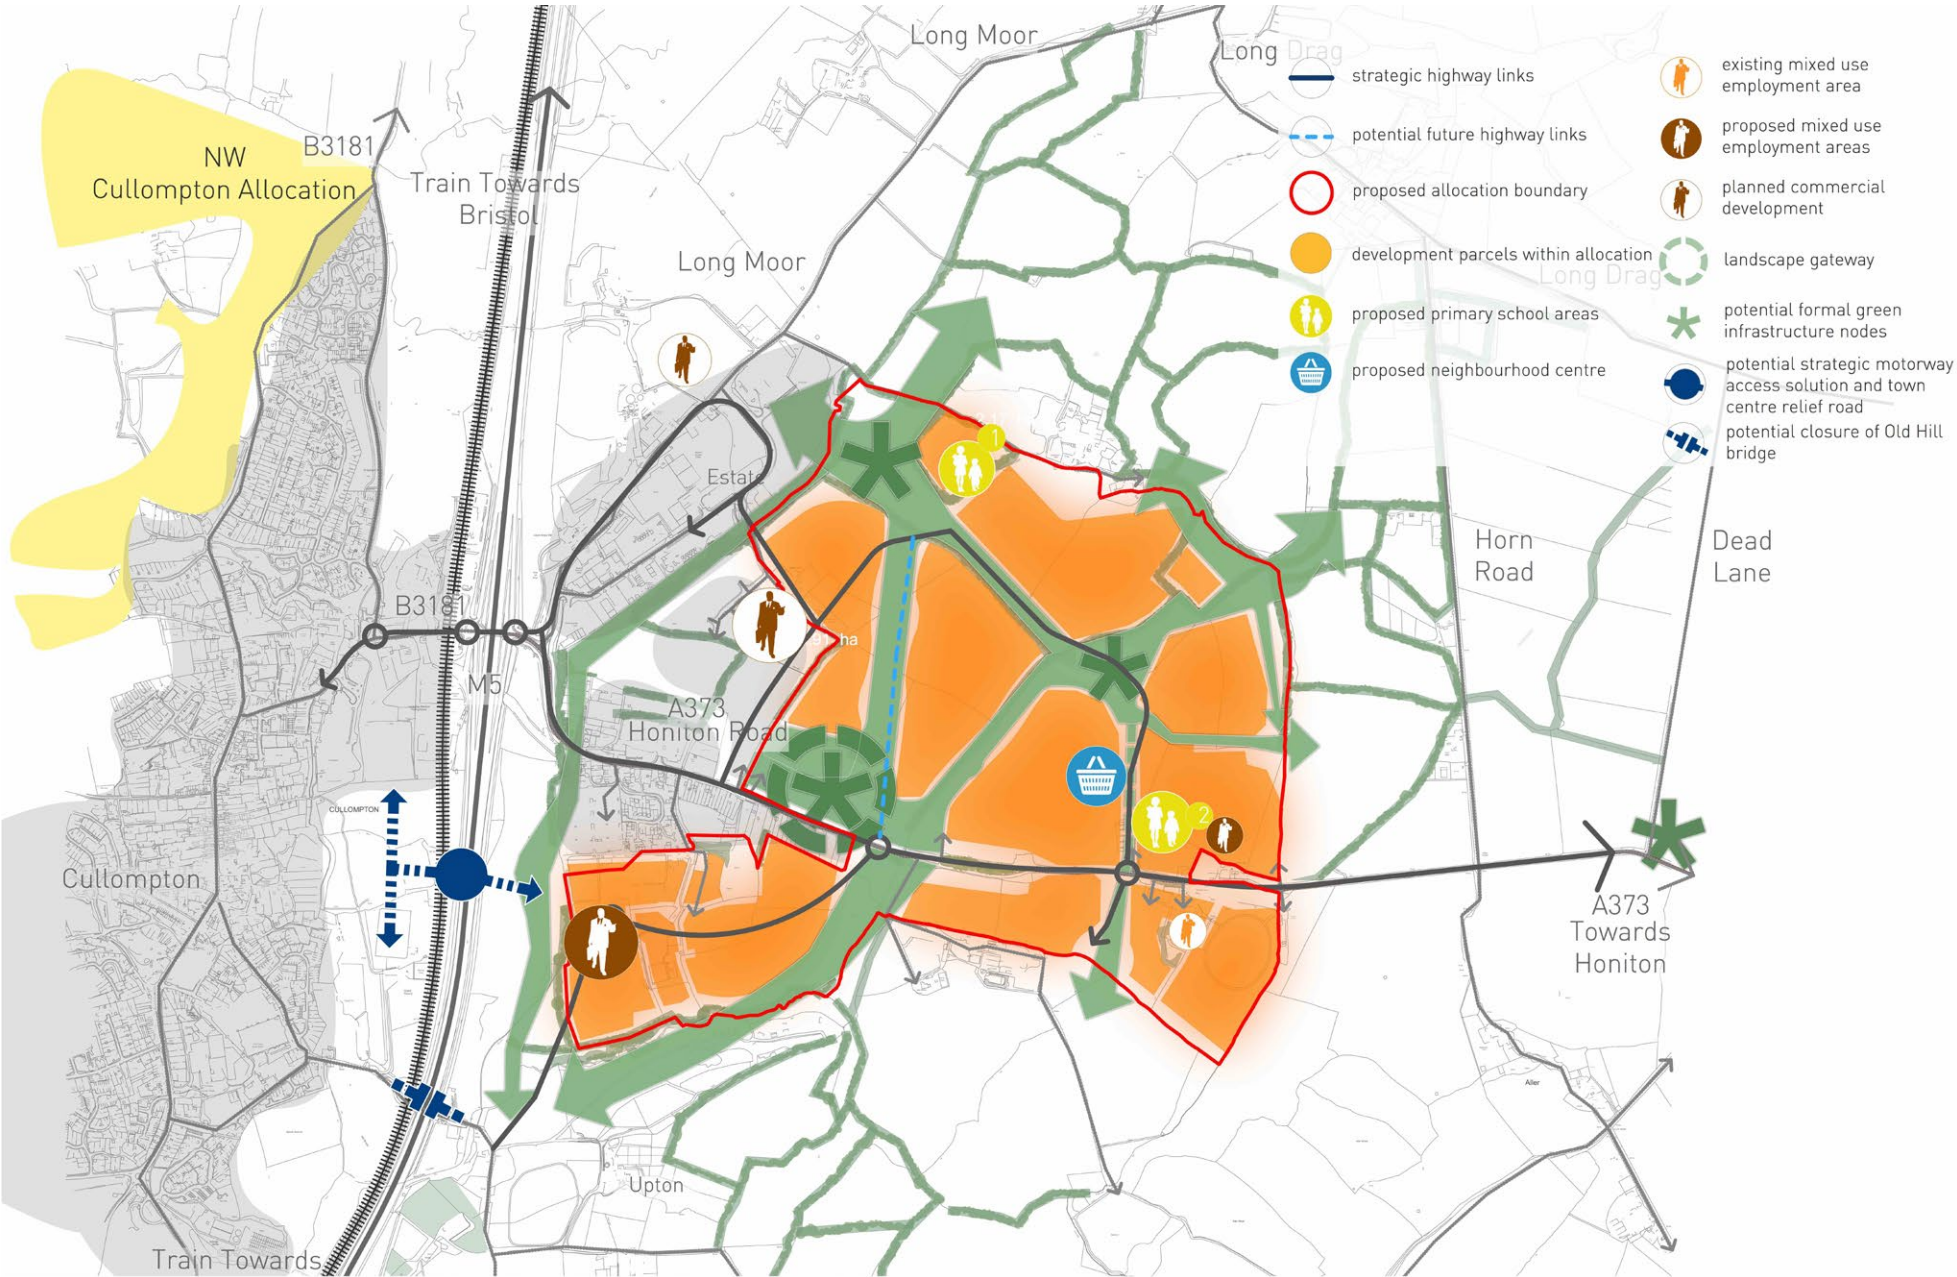 Long Moor
Long Drag
B3181
NW
Cullompton Allocation
Train Towards
Bristol
Long Moor
Estate
B3181
M5
ha
A373
Honiton Road
CULLOMPTON
Cullompton
1
2
Horn
Road
Dead
Lane
A373
Towards
Honiton
Aller
Upton
Train Towards
Long Drag
strategic highway links
potential future highway links
proposed allocation boundary
development parcels within allocation
proposed primary school areas
proposed neighbourhood centre
existing mixed use
employment area
proposed mixed use
employment areas
planned commercial
development
landscape gateway
potential formal green
infrastructure nodes
potential strategic motorway
access solution and town
centre relief road
potential closure of Old Hill
bridge